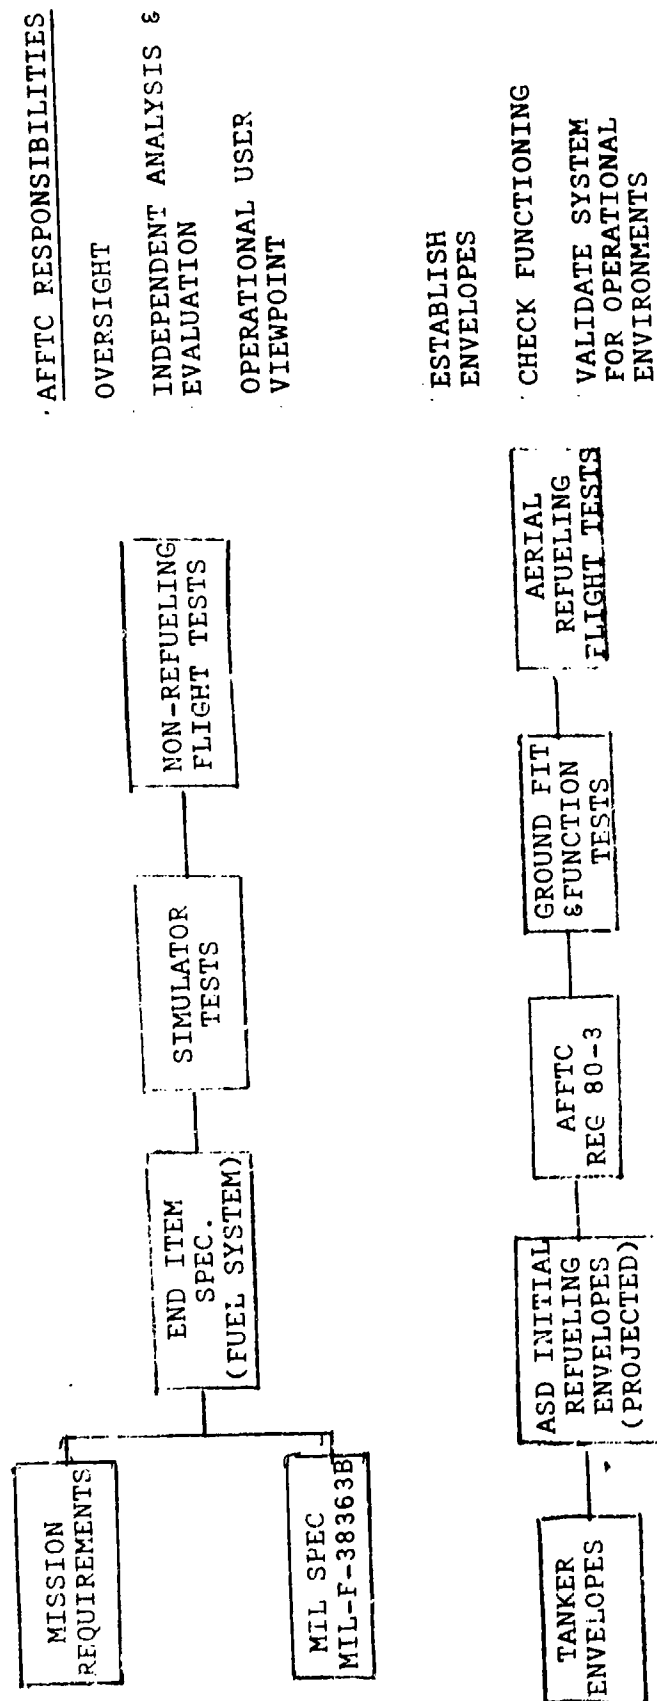 MISSION
REQUIREMENTS
MIL SPEC
MIL-F-38363B
END ITEM
SPEC.
(FUEL SYSTEM)
SIMULATOR
TESTS
NON-REFUELING
FLIGHT TESTS
AFFTC RESPONSIBILITIES
OVERSIGHT
INDEPENDENT ANALYSIS &
EVALUATION
OPERATIONAL USER
VIEWPOINT
TANKER
ENVELOPES
ASD INITIAL
REFUELING
ENVELOPES
(PROJECTED)
AFFTC
REG 80-3
GROUND FIT
&FUNCTION
TESTS
AERIAL
REFUELING
FLIGHT TESTS
ESTABLISH
ENVELOPES
CHECK FUNCTIONING
VALIDATE SYSTEM
FOR OPERATIONAL
ENVIRONMENTS